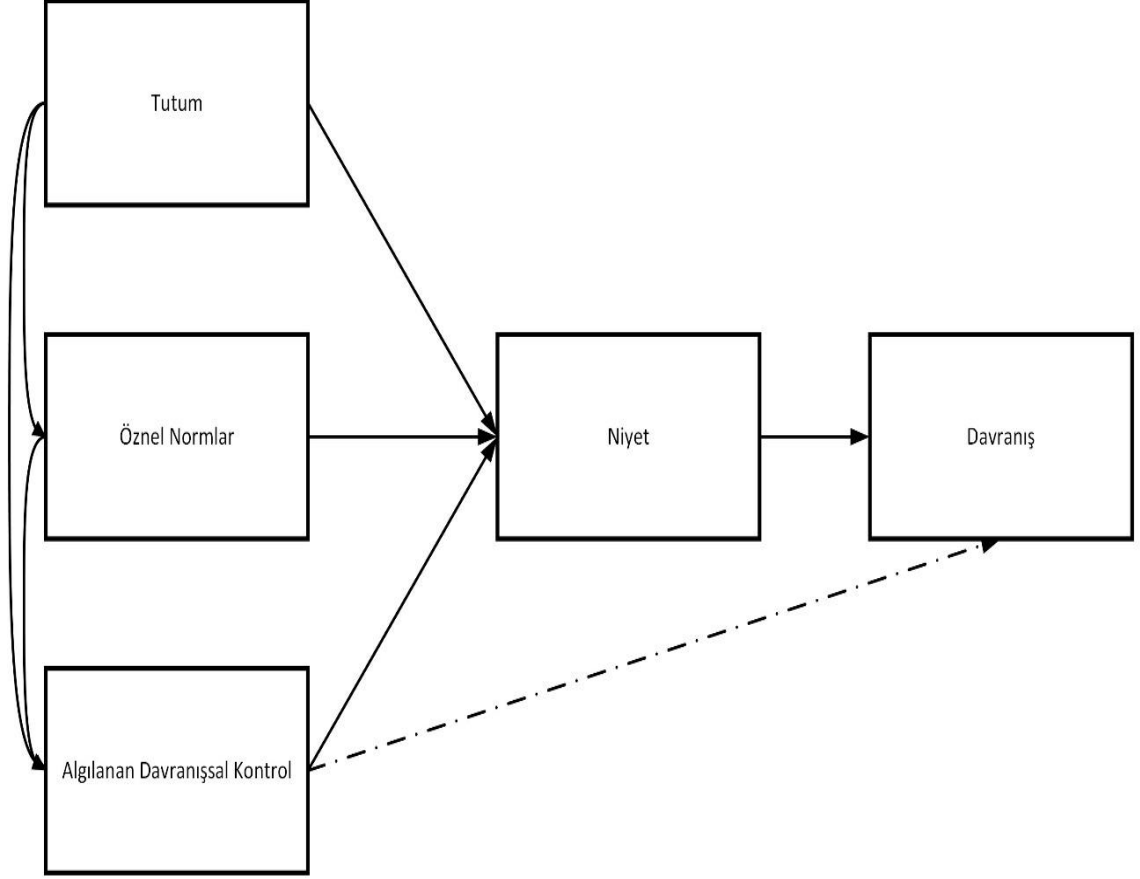 Tutum
Öznel Normlar
Niyet
Davranış
Algılanan Davranışsal Kontrol